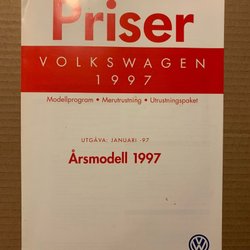 Priser
VOLKSWAGEN
1997
Modellprogram • Merutrustning • Utrustningspaket
UTGÅVA: JANUARI -97
Årsmodell 1997